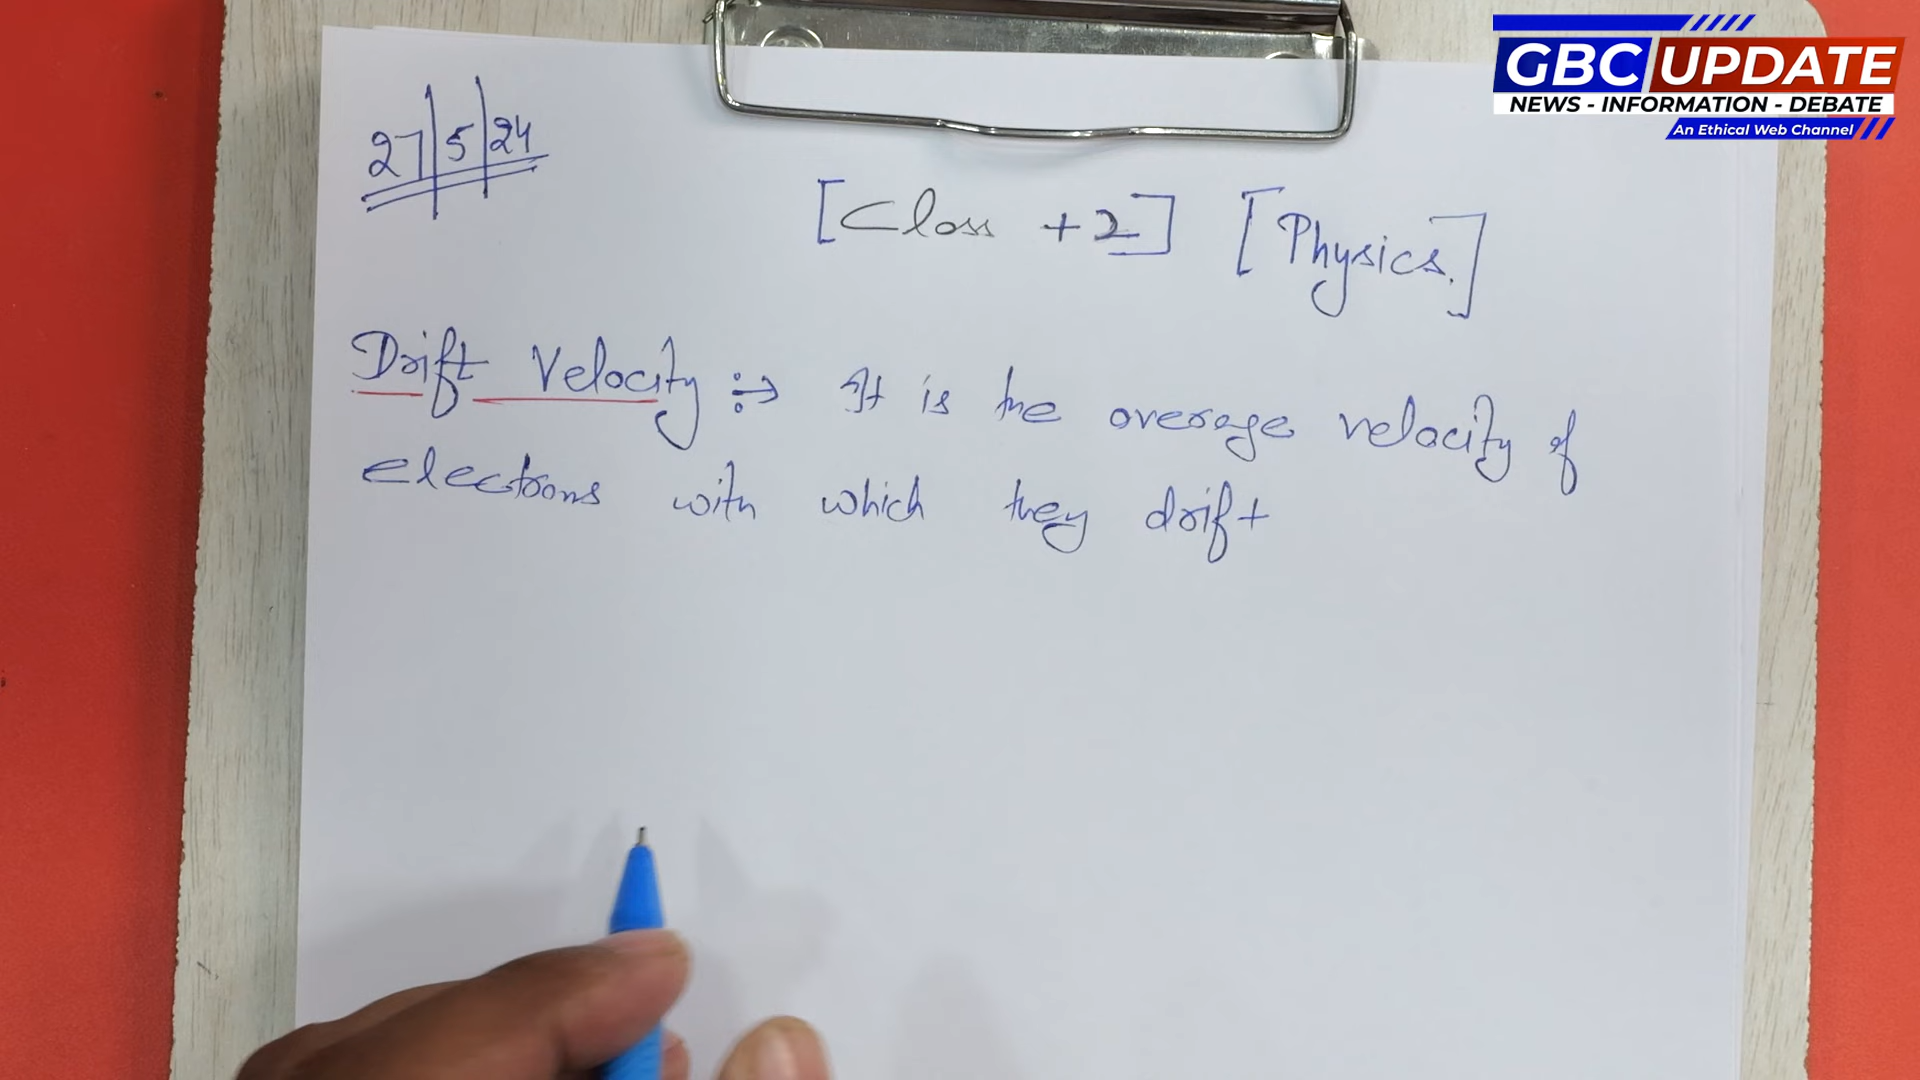 GBC UPDATE
NEWS - INFORMATION - DEBATE
An Ethical Web Channel
27|5|24
[Class +2] [Physics.]
Drift Velocity :→ It is the average velocity of
electrons with which they drift